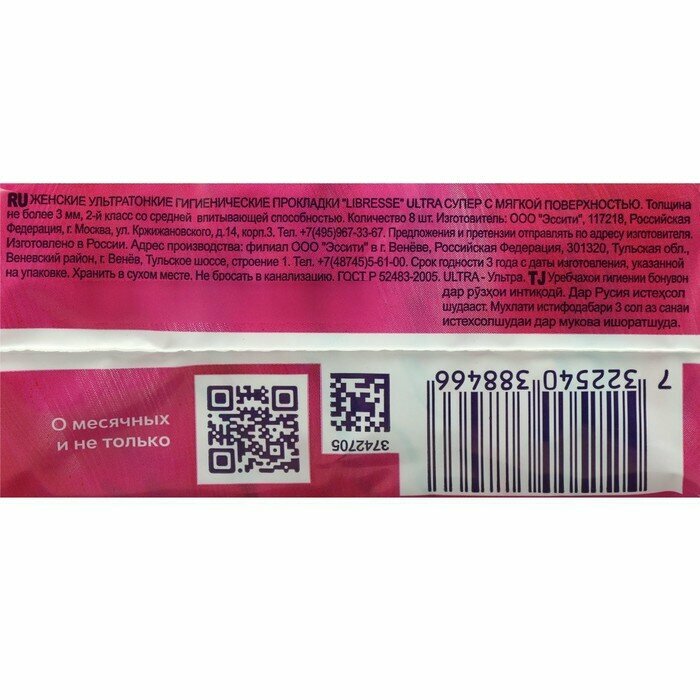 RU ЖЕНСКИЕ УЛЬТРАТОНКИЕ ГИГИЕНИЧЕСКИЕ ПРОКЛАДКИ "LIBRESSE" ULTRA СУПЕР С МЯГКОЙ ПОВЕРХНОСТЬЮ. Толщина
не более 3 мм, 2-й класс со средней впитывающей способностью. Количество 8 шт. Изготовитель: ООО "Эссити", 117218, Российская
Федерация, г. Москва, ул. Кржижановского, д.14, корп.3. Тел. +7(495)967-33-67. Предложения и претензии отправлять по адресу изготовителя.
Изготовлено в России. Адрес производства: филиал ООО "Эссити" в г. Венёве, Российская Федерация, 301320, Тульская обл.,
Веневский район, г. Венёв, Тульское шоссе, строение 1. Тел. +7(48745)5-61-00. Срок годности 3 года с даты изготовления, указанной
на упаковке. Хранить в сухом месте. Не бросать в канализацию. ГОСТ Р 52483-2005. ULTRA - Ультра. TJ Уребчахои гигиении бонувон
дар рӯзҳои интиқодӣ. Дар Русия истеҳсол
шудааст. Мухлати истифодабари 3 сол аз санаи
истехсолшудаи дар мукова ишоратшуда.
О месячных
и не только
3742705
7 322540 388466